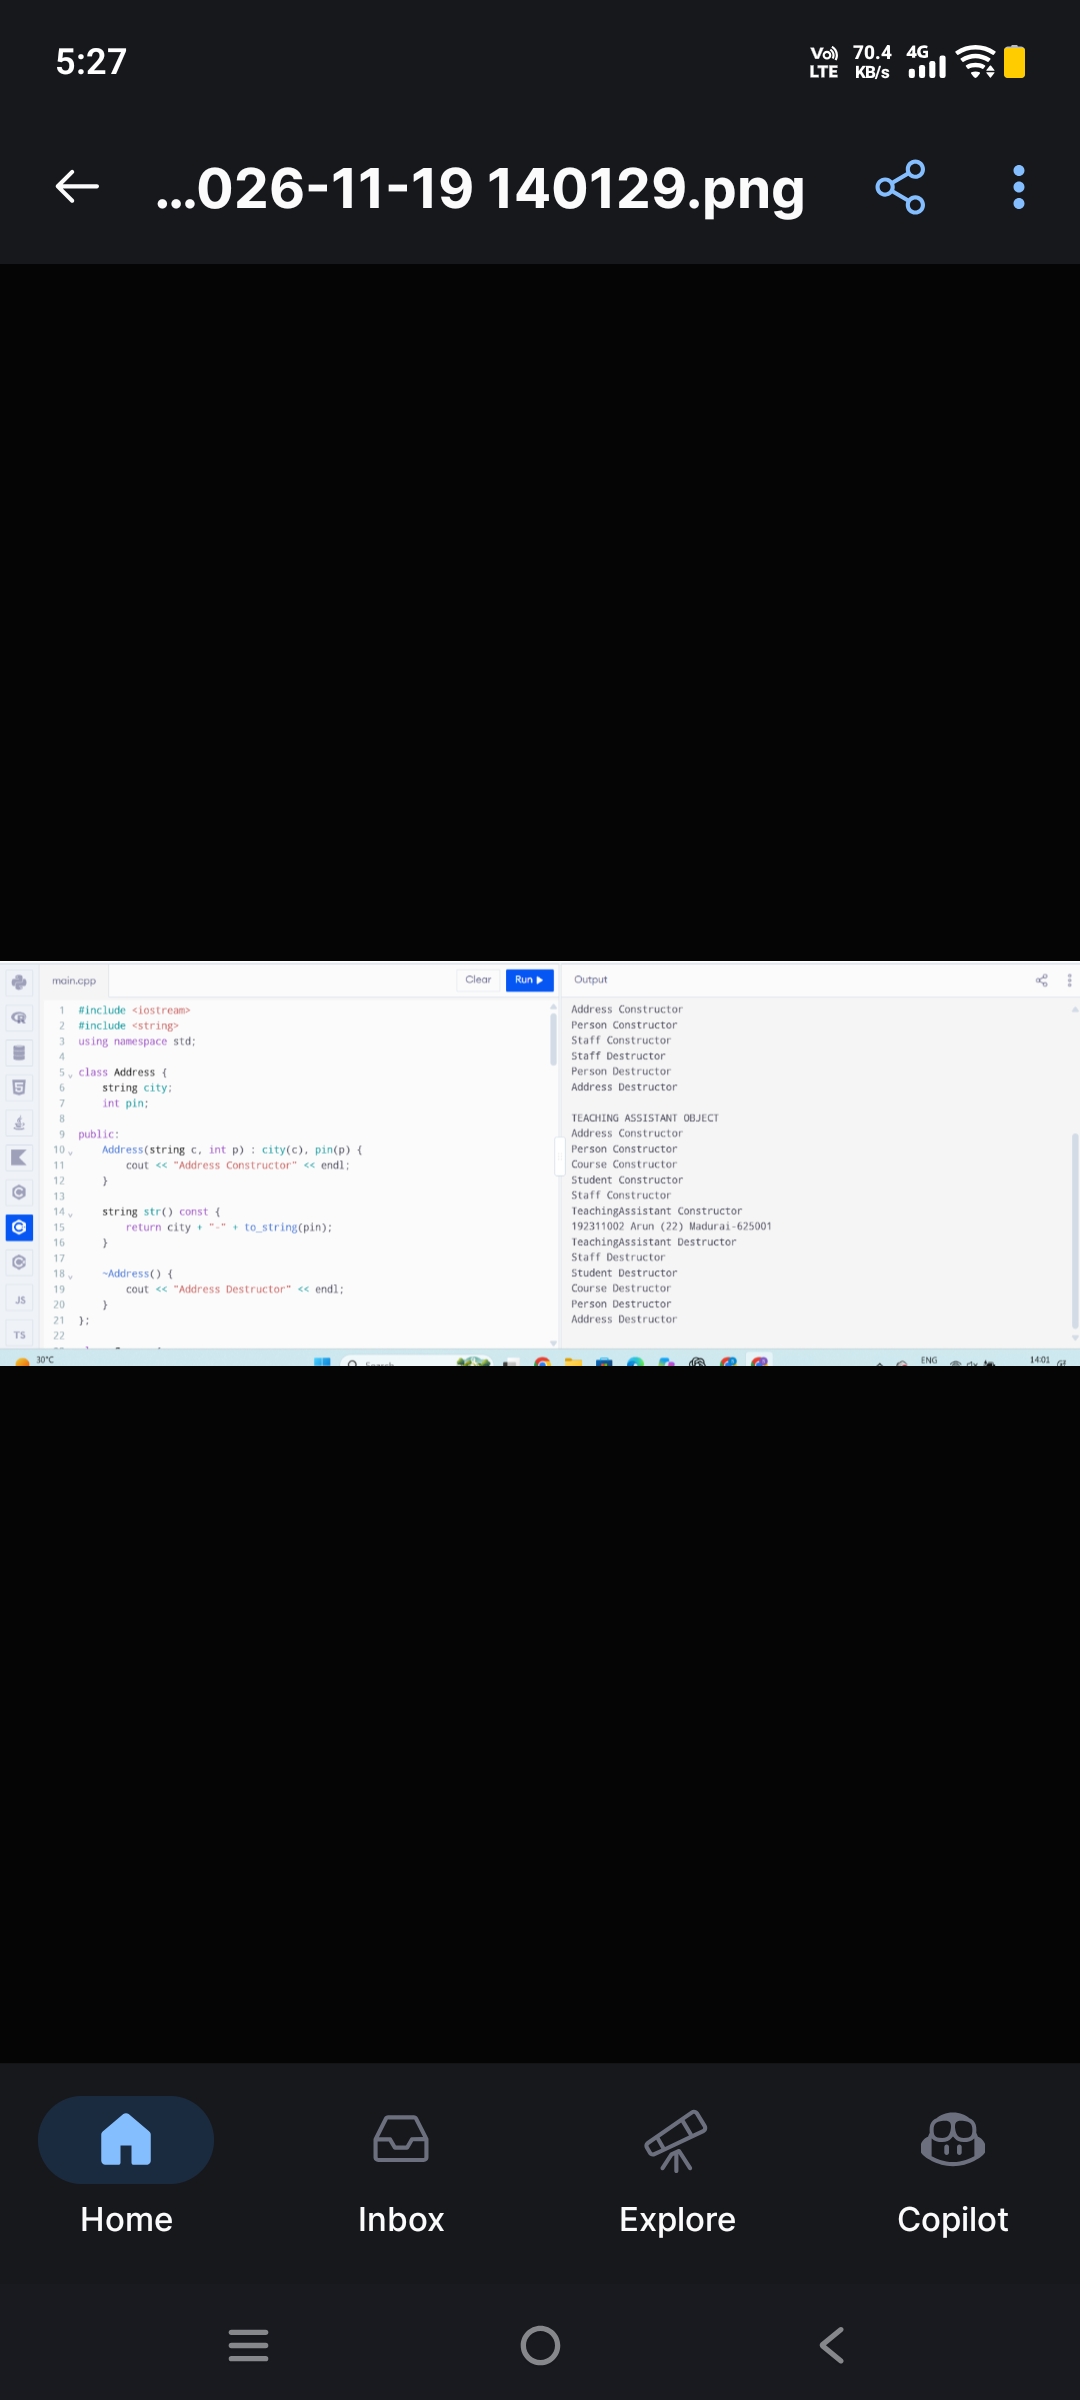 5:27
Vo)) LTE 70.4 KB/s 4G
...026-11-19 140129.png
main.cpp
Clear
Run
Output
1 #include <iostream>
2 #include <string>
3 using namespace std;
4
5 class Address {
6 string city;
7 int pin;
8
9 public:
10 Address(string c, int p) : city(c), pin(p) {
11 cout << "Address Constructor" << endl;
12 }
13
14 string str() const {
15 return city + "-" + to_string(pin);
16 }
17
18 ~Address() {
19 cout << "Address Destructor" << endl;
20 }
21 };
22
Address Constructor
Person Constructor
Staff Constructor
Staff Destructor
Person Destructor
Address Destructor
TEACHING ASSISTANT OBJECT
Address Constructor
Person Constructor
Course Constructor
Student Constructor
Staff Constructor
TeachingAssistant Constructor
192311002 Arun (22) Madurai-625001
TeachingAssistant Destructor
Staff Destructor
Student Destructor
Course Destructor
Person Destructor
Address Destructor
JS
TS
30°C
Search
ENG
14:01
Home
Inbox
Explore
Copilot